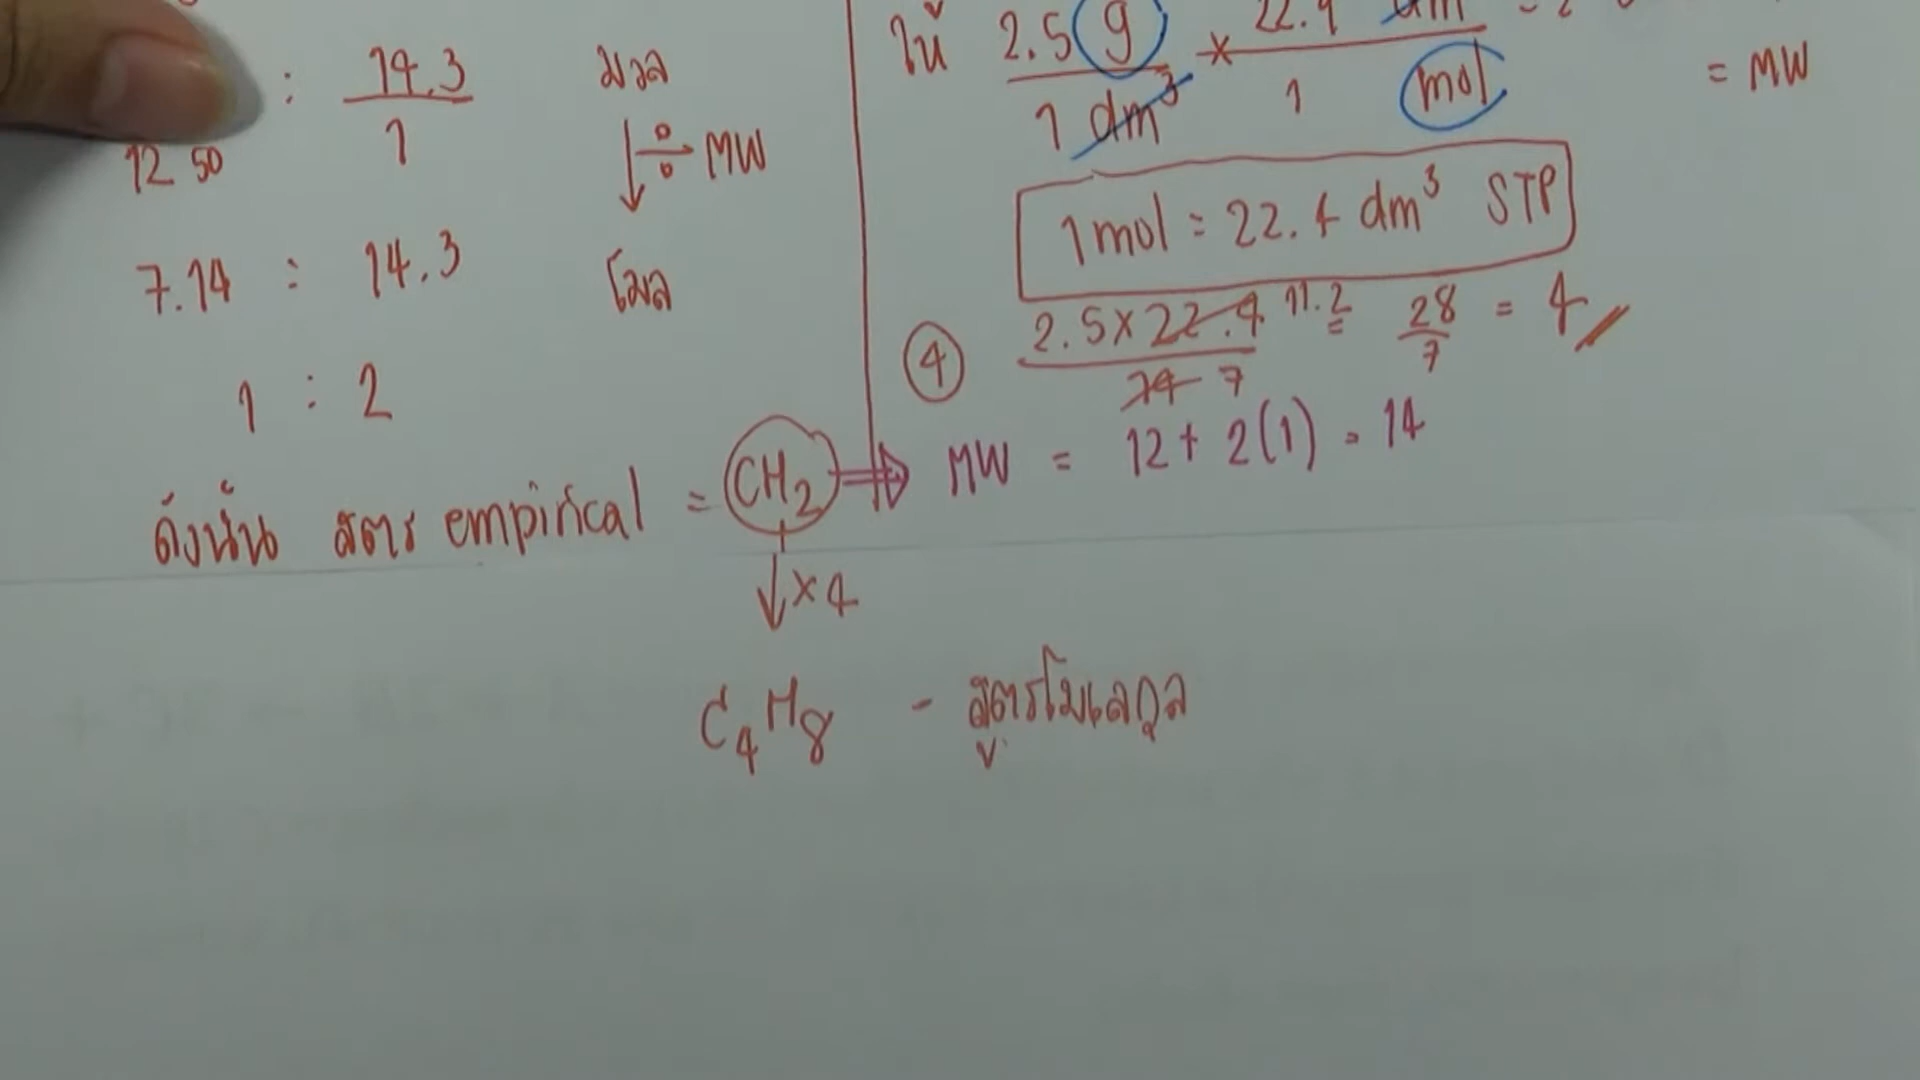 : 14.3 / 1 มวล
12 50
÷ MW
7.14 : 14.3 โมล
1 : 2
ดังนั้น สูตร empirical = CH₂ ⇒ MW = 12 + 2(1) = 14
↓ × 4
C₄H₈ - สูตรโมเลกุล
ให้ 2.5 g / 1 dm³ × 22.4 dm / 1 mol
= MW
1 mol = 22.4 dm³ STP
④ 2.5 × 22.4 11.2 / 14 7 28 / 7 = 4